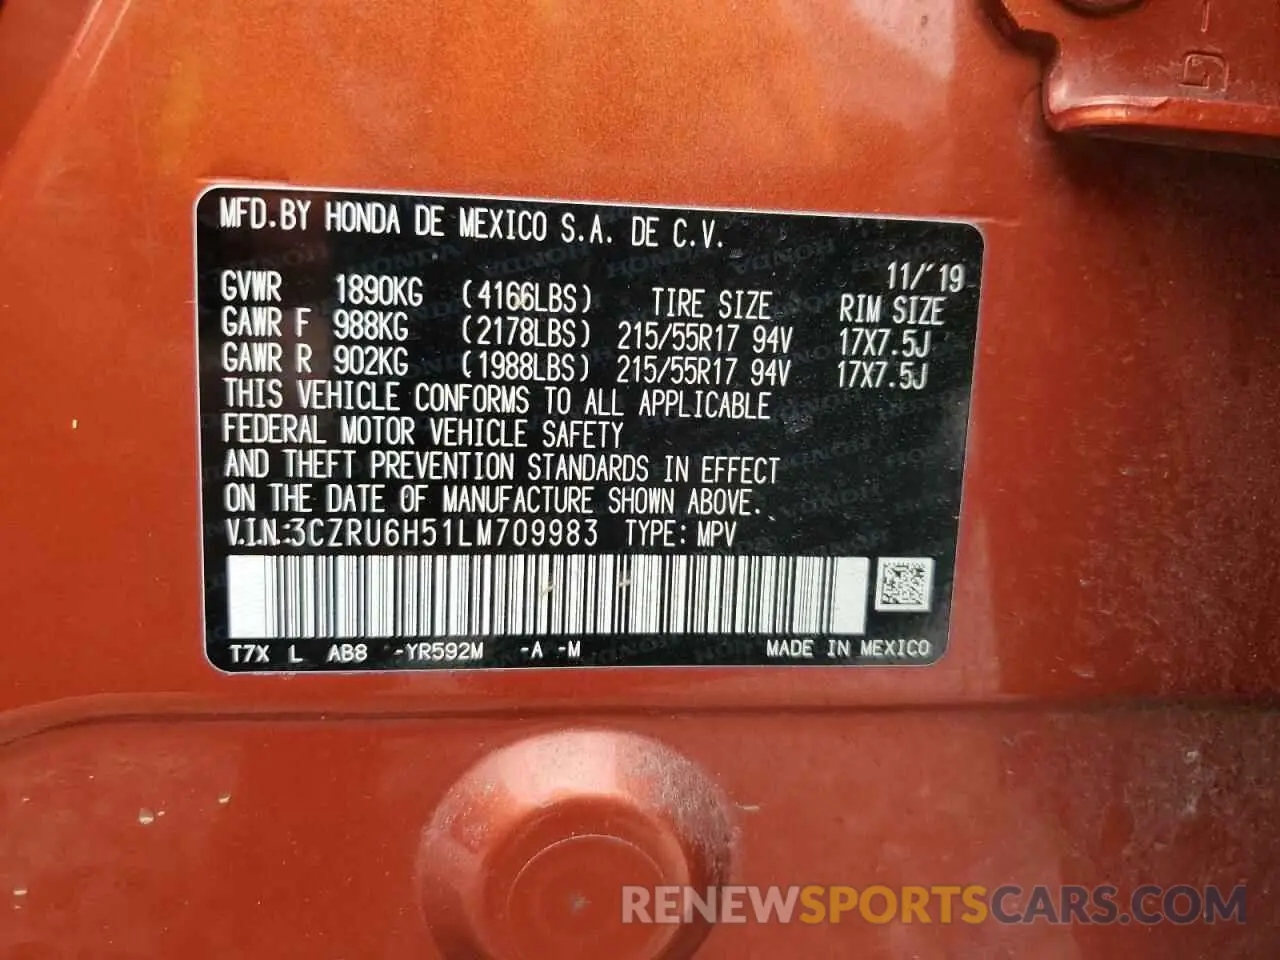 MFD.BY HONDA DE MEXICO S.A. DE C.V.
11/'19
GVWR 1890KG (4166LBS) TIRE SIZE RIM SIZE
GAWR F 988KG (2178LBS) 215/55R17 94V 17X7.5J
GAWR R 902KG (1988LBS) 215/55R17 94V 17X7.5J
THIS VEHICLE CONFORMS TO ALL APPLICABLE
FEDERAL MOTOR VEHICLE SAFETY
AND THEFT PREVENTION STANDARDS IN EFFECT
ON THE DATE OF MANUFACTURE SHOWN ABOVE.
V.I.N.:3CZRU6H51LM709983 TYPE: MPV
T7X L AB8 -YR592M -A -M MADE IN MEXICO
RENEWSPORTSCARS.COM